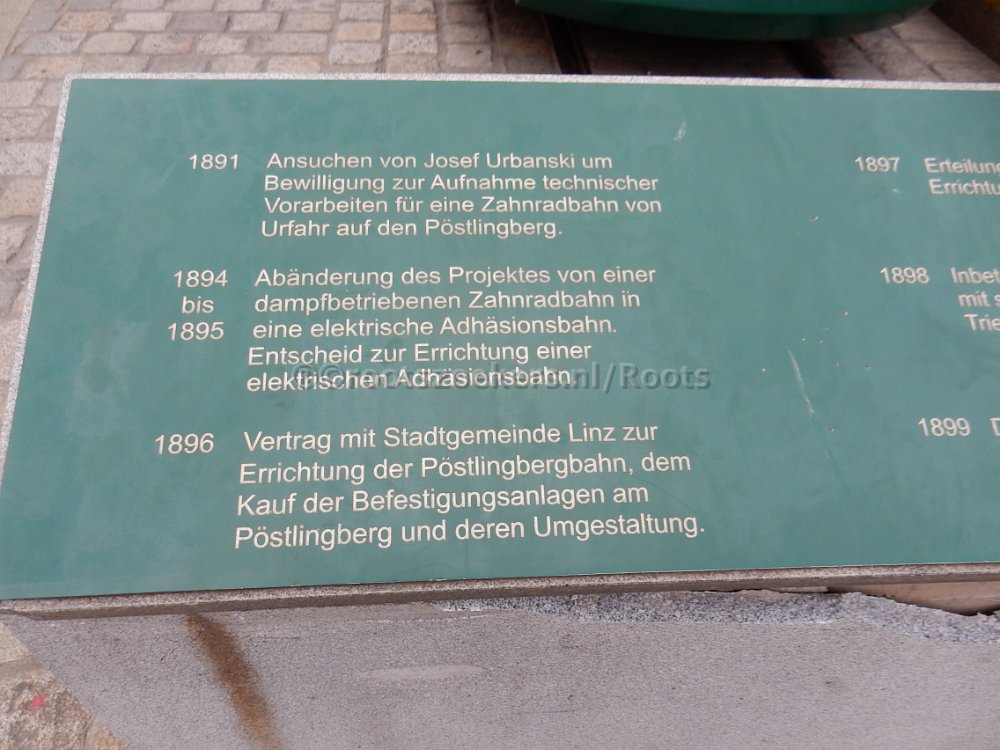 1891 Ansuchen von Josef Urbanski um
Bewilligung zur Aufnahme technischer
Vorarbeiten für eine Zahnradbahn von
Urfahr auf den Pöstlingberg.
1894 Abänderung des Projektes von einer
bis dampfbetriebenen Zahnradbahn in
1895 eine elektrische Adhäsionsbahn.
Entscheid zur Errichtung einer
elektrischen Adhäsionsbahn.
1896 Vertrag mit Stadtgemeinde Linz zur
Errichtung der Pöstlingbergbahn, dem
Kauf der Befestigungsanlagen am
Pöstlingberg und deren Umgestaltung.
1897 Erteilung
1898
mit
1899